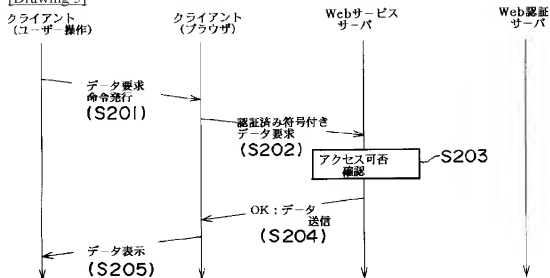 [Drawing 5]
クライアント
(ユーザー操作)
クライアント
(ブラウザ)
Webサービス
サーバ
Web認証
サーバ
データ要求
命令発行
(S201)
認証済み符号付き
データ要求
(S202)
アクセス可否
確認
S203
OK:データ
送信
(S204)
データ表示
(S205)